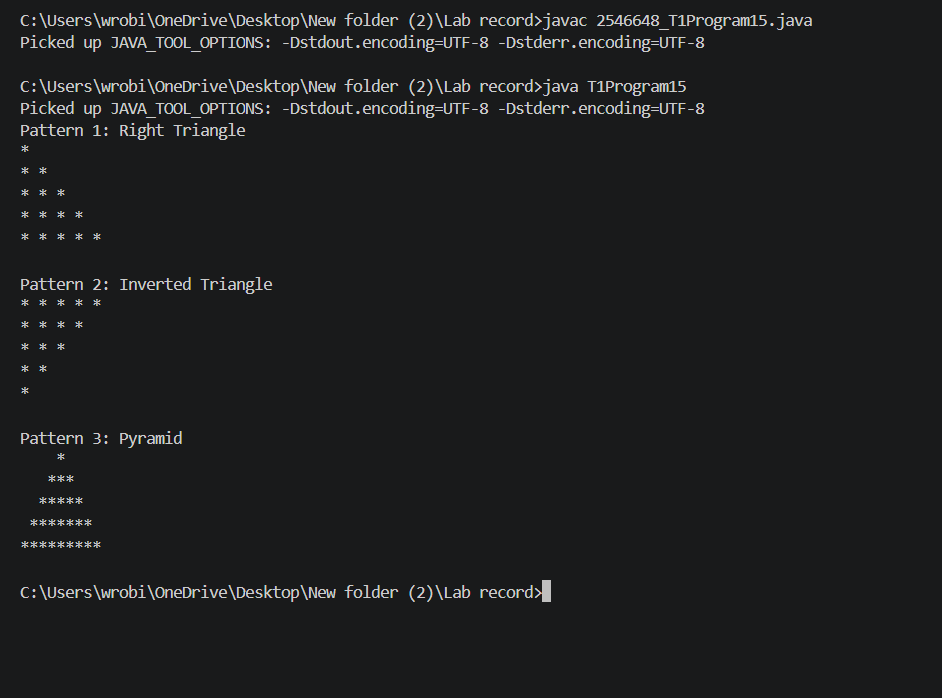 C:\Users\wrobi\OneDrive\Desktop\New folder (2)\Lab record>javac 2546648_T1Program15.java
Picked up JAVA_TOOL_OPTIONS: -Dstdout.encoding=UTF-8 -Dstderr.encoding=UTF-8

C:\Users\wrobi\OneDrive\Desktop\New folder (2)\Lab record>java T1Program15
Picked up JAVA_TOOL_OPTIONS: -Dstdout.encoding=UTF-8 -Dstderr.encoding=UTF-8
Pattern 1: Right Triangle
*
* *
* * *
* * * *
* * * * *

Pattern 2: Inverted Triangle
* * * * *
* * * *
* * *
* *
*

Pattern 3: Pyramid
    *
   ***
  *****
 *******
*********

C:\Users\wrobi\OneDrive\Desktop\New folder (2)\Lab record>